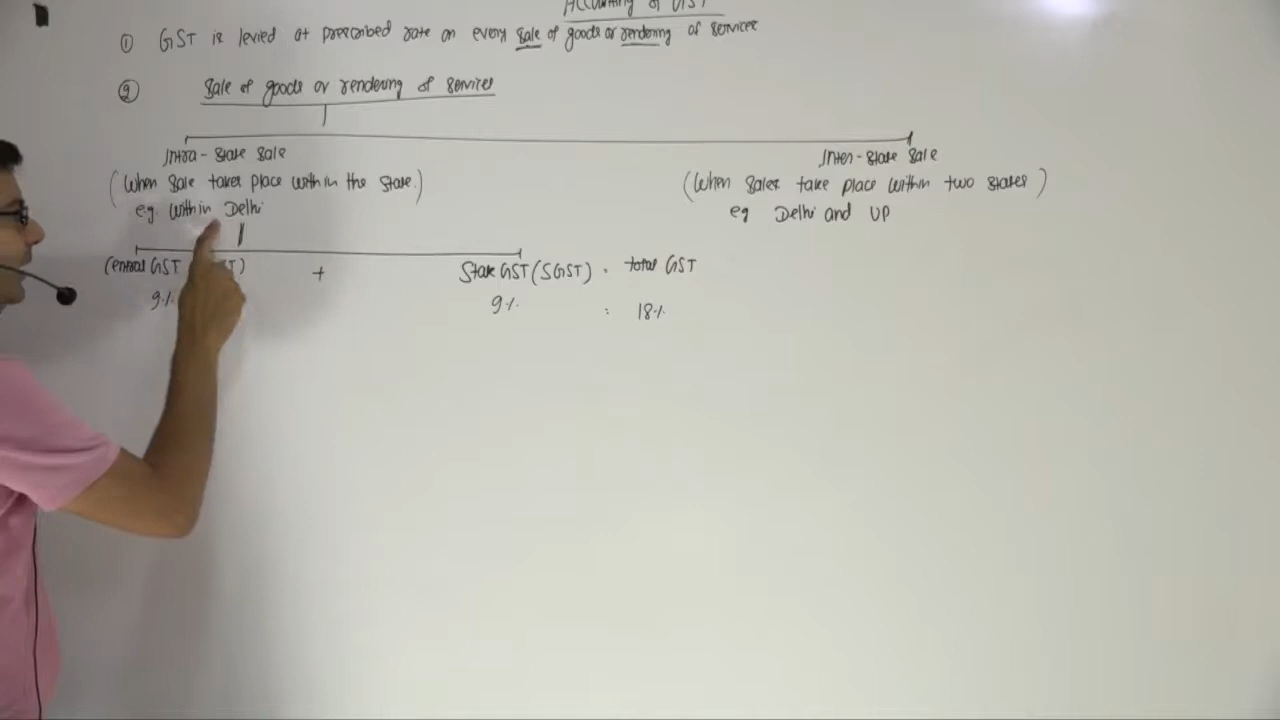 Accounting of GST
① GST is levied at prescribed rate on every sale of goods or rendering of services
② Sale of goods or rendering of services
Intra-State Sale
(When Sale takes place within the State.)
e.g. within Delhi
Inter-State Sale
(When Sales take place within two states)
eg Delhi and UP
Central GST T) + State GST (SGST) = total GST
9% 9% : 18%